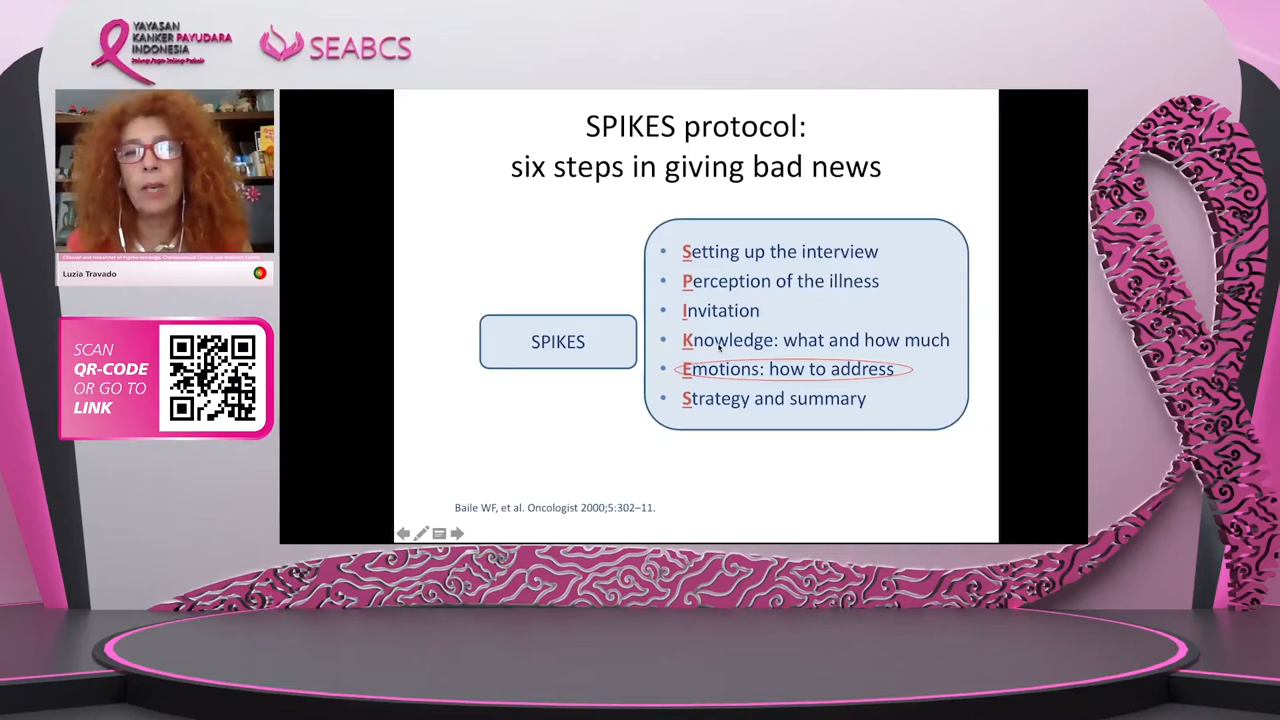 YAYASAN
KANKER PAYUDARA
INDONESIA
SEABCS
Luzia Travado
SCAN
QR-CODE
OR GO TO
LINK
SPIKES protocol:
six steps in giving bad news
SPIKES
• Setting up the interview
• Perception of the illness
• Invitation
• Knowledge: what and how much
• Emotions: how to address
• Strategy and summary
Baile WF, et al. Oncologist 2000;5:302–11.